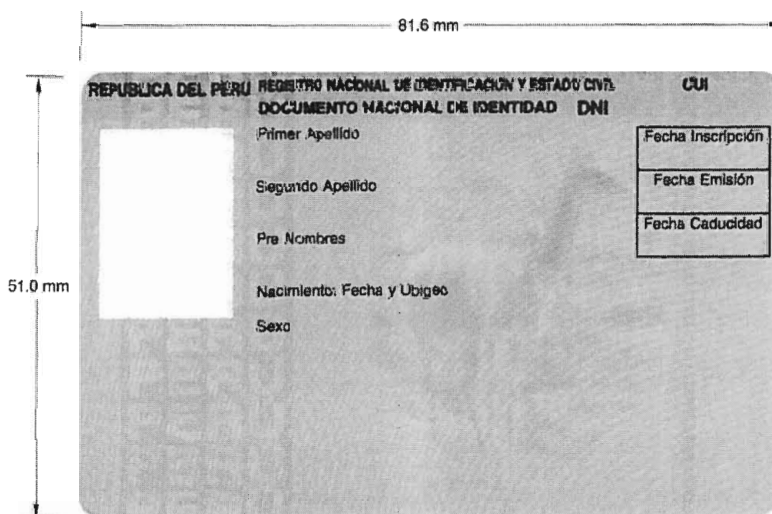 81.6 mm
REPUBLICA DEL PERU REGISTRO NACIONAL DE IDENTIFICACION Y ESTADO CIVIL CUI
DOCUMENTO NACIONAL DE IDENTIDAD DNI
Primer Apellido
Fecha Inscripción
Segundo Apellido
Fecha Emisión
Pre Nombres
Fecha Caducidad
51.0 mm
Nacimiento: Fecha y Ubigeo
Sexo